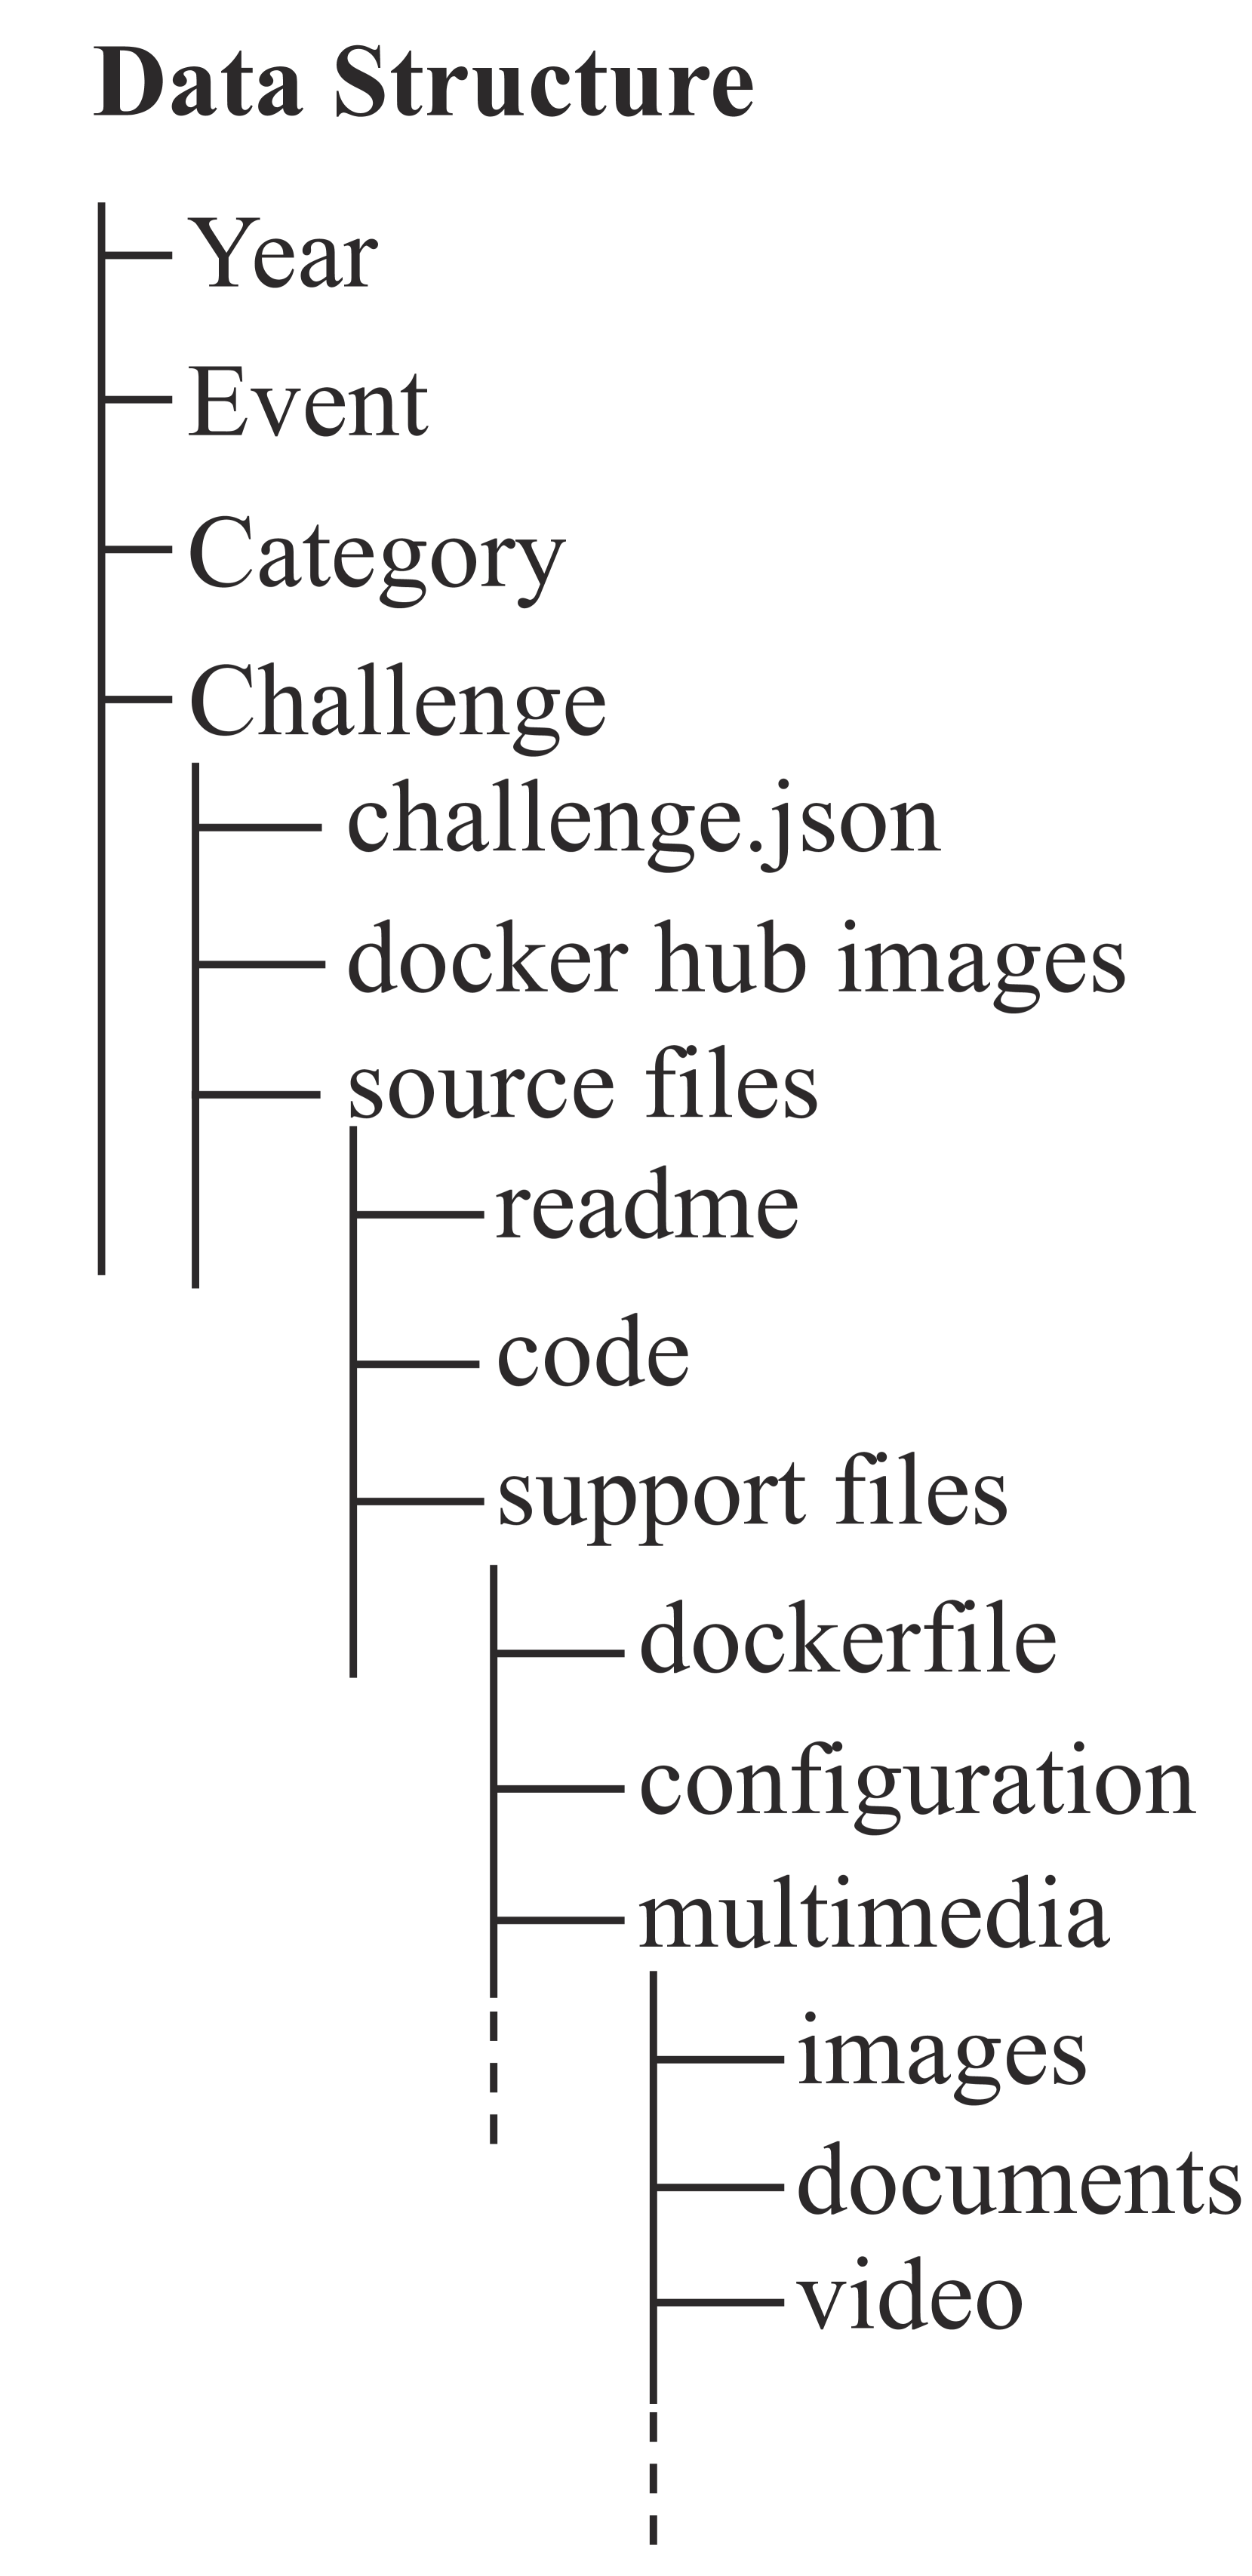 Data Structure
Year
Event
Category
Challenge
challenge.json
docker hub images
source files
readme
code
support files
dockerfile
configuration
multimedia
images
documents
video